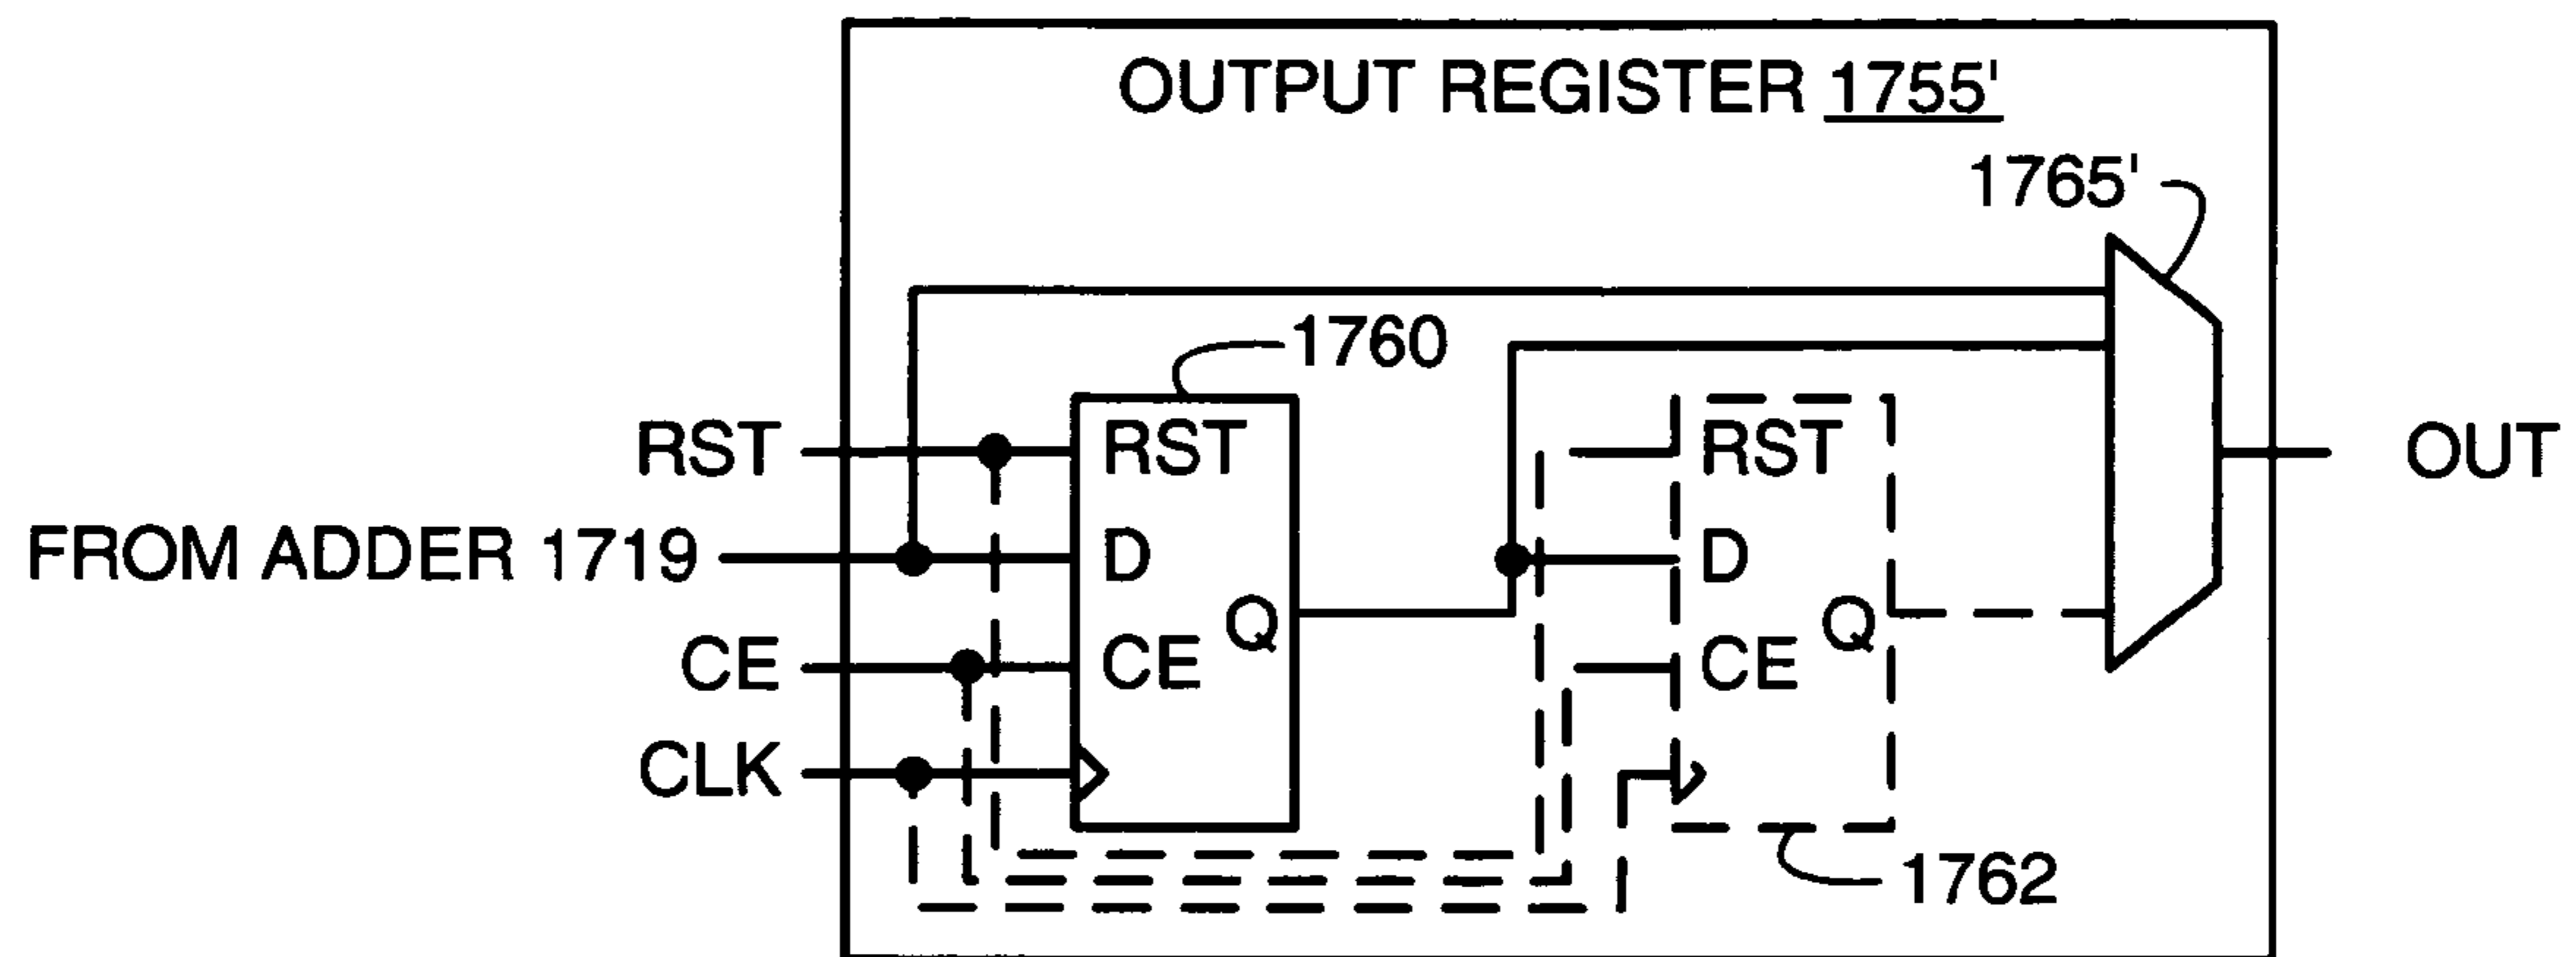 OUTPUT REGISTER 1755'
1765'
1760
RST
RST
RST
OUT
FROM ADDER 1719
D
D
Q
Q
CE
CE
CE
CLK
1762